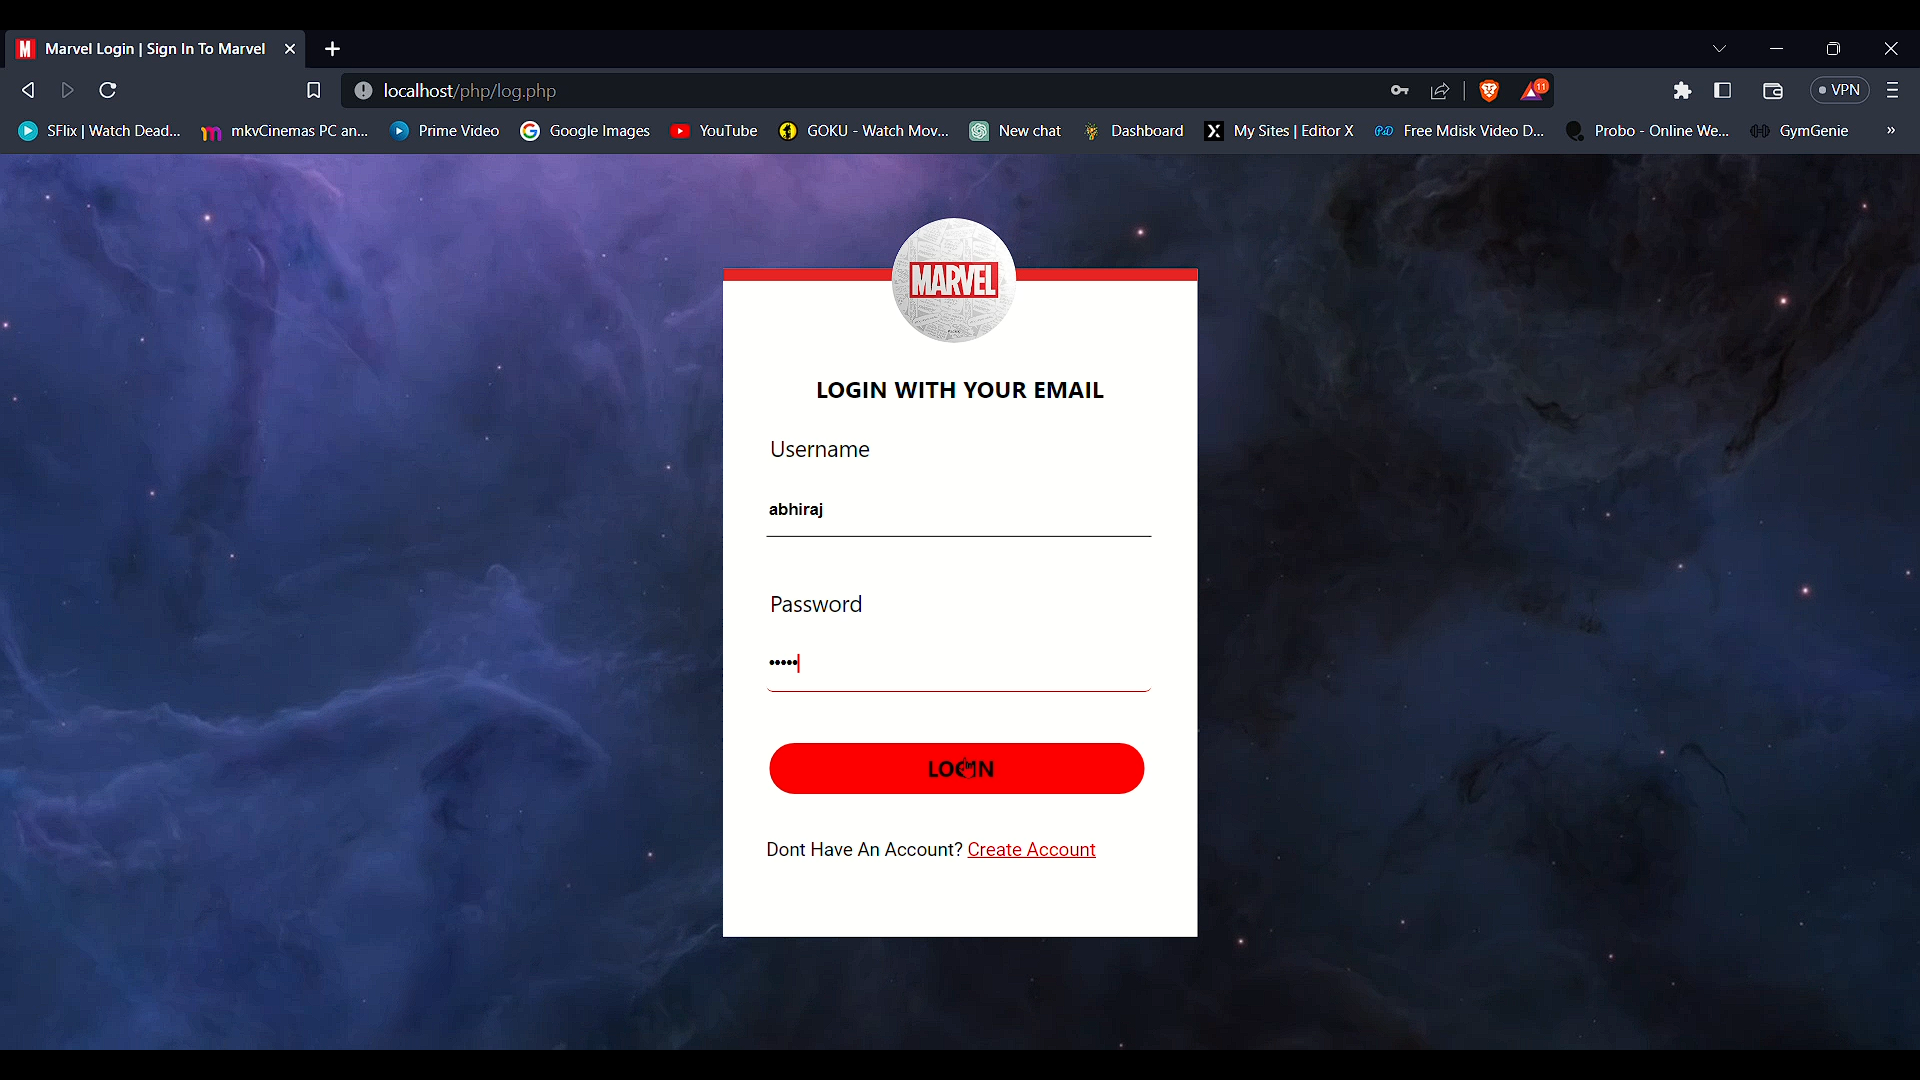 Marvel Login | Sign In To Marvel
localhost/php/log.php
11
VPN
SFlix | Watch Dead...
mkvCinemas PC an...
Prime Video
Google Images
YouTube
GOKU - Watch Mov...
New chat
Dashboard
My Sites | Editor X
Free Mdisk Video D...
Probo - Online We...
GymGenie
»
MARVEL
LOGIN WITH YOUR EMAIL
Username
abhiraj
Password
•••••
LOGIN
Dont Have An Account? Create Account